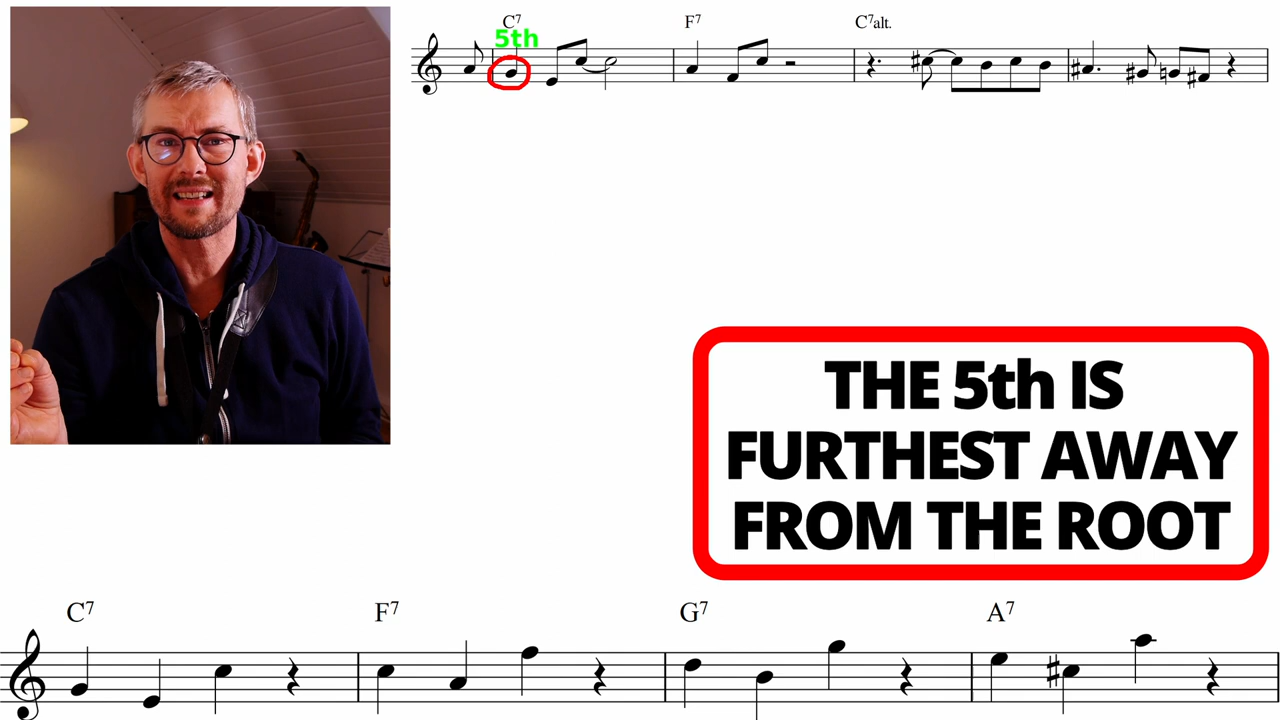 C7 F7 C7alt.
5th
THE 5th IS
FURTHEST AWAY
FROM THE ROOT
C7 F7 G7 A7